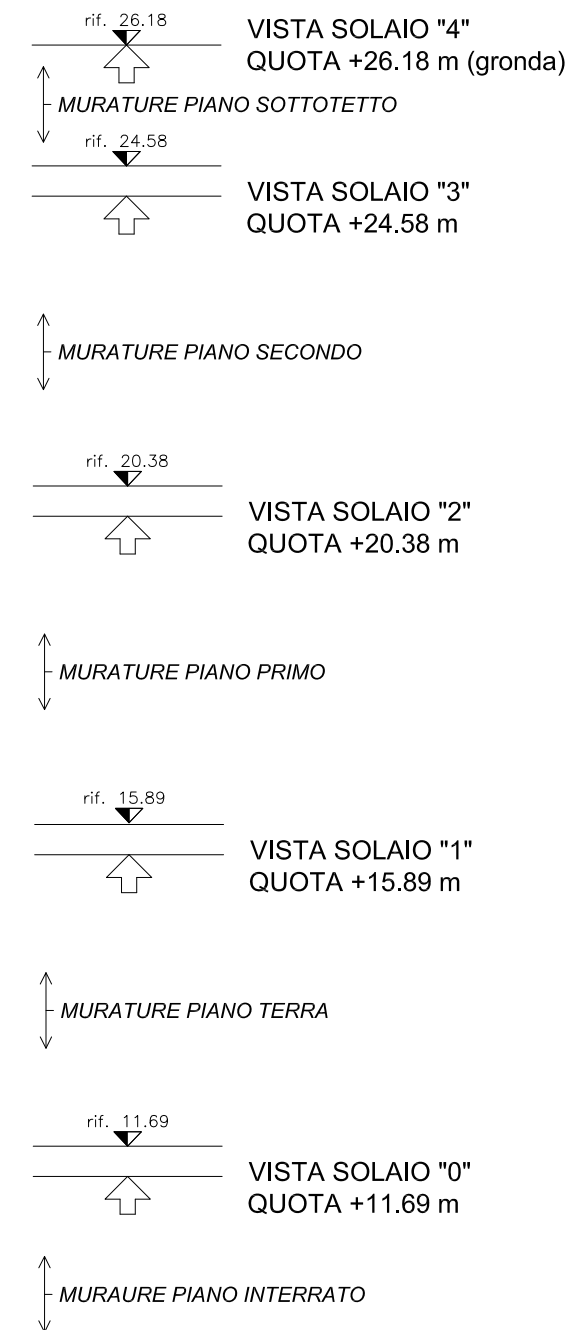 rif. 26.18
VISTA SOLAIO "4"
QUOTA +26.18 m (gronda)
MURATURE PIANO SOTTOTETTO
rif. 24.58
VISTA SOLAIO "3"
QUOTA +24.58 m
MURATURE PIANO SECONDO
rif. 20.38
VISTA SOLAIO "2"
QUOTA +20.38 m
MURATURE PIANO PRIMO
rif. 15.89
VISTA SOLAIO "1"
QUOTA +15.89 m
MURATURE PIANO TERRA
rif. 11.69
VISTA SOLAIO "0"
QUOTA +11.69 m
MURAURE PIANO INTERRATO